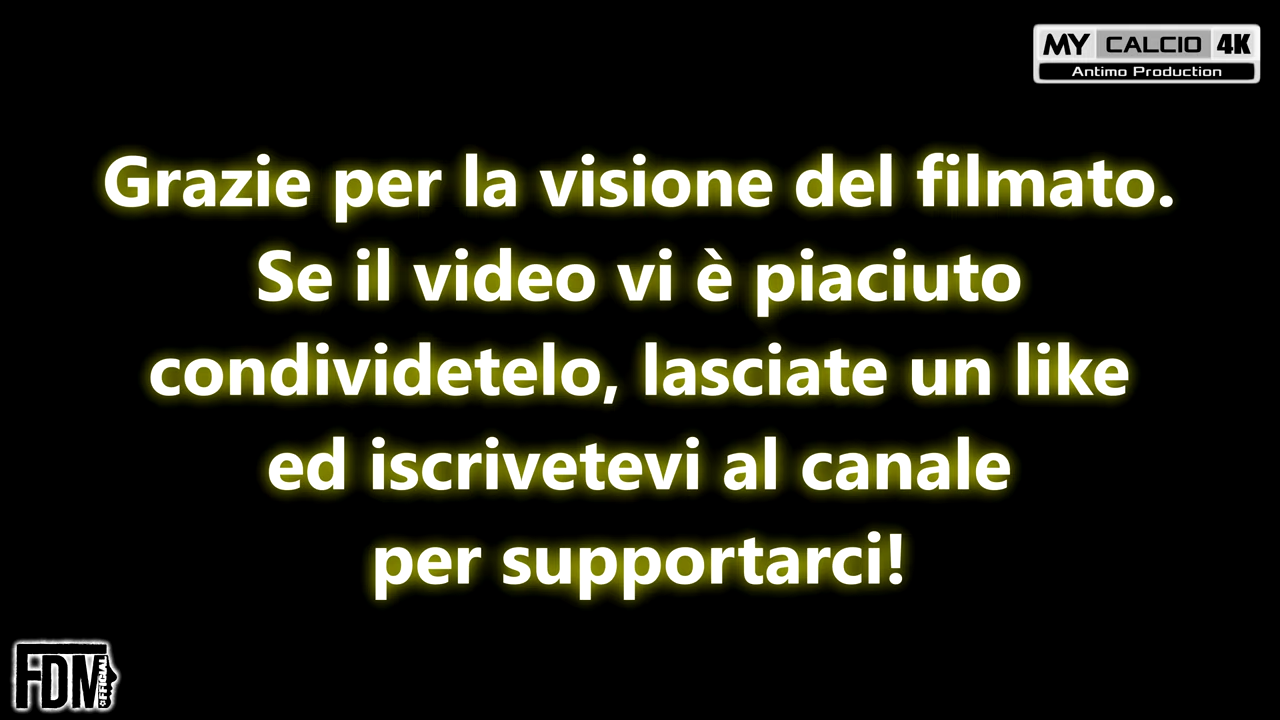 MY CALCIO 4K
Antimo Production
Grazie per la visione del filmato.
Se il video vi è piaciuto
condividetelo, lasciate un like
ed iscrivetevi al canale
per supportarci!
FDM OFFICIAL